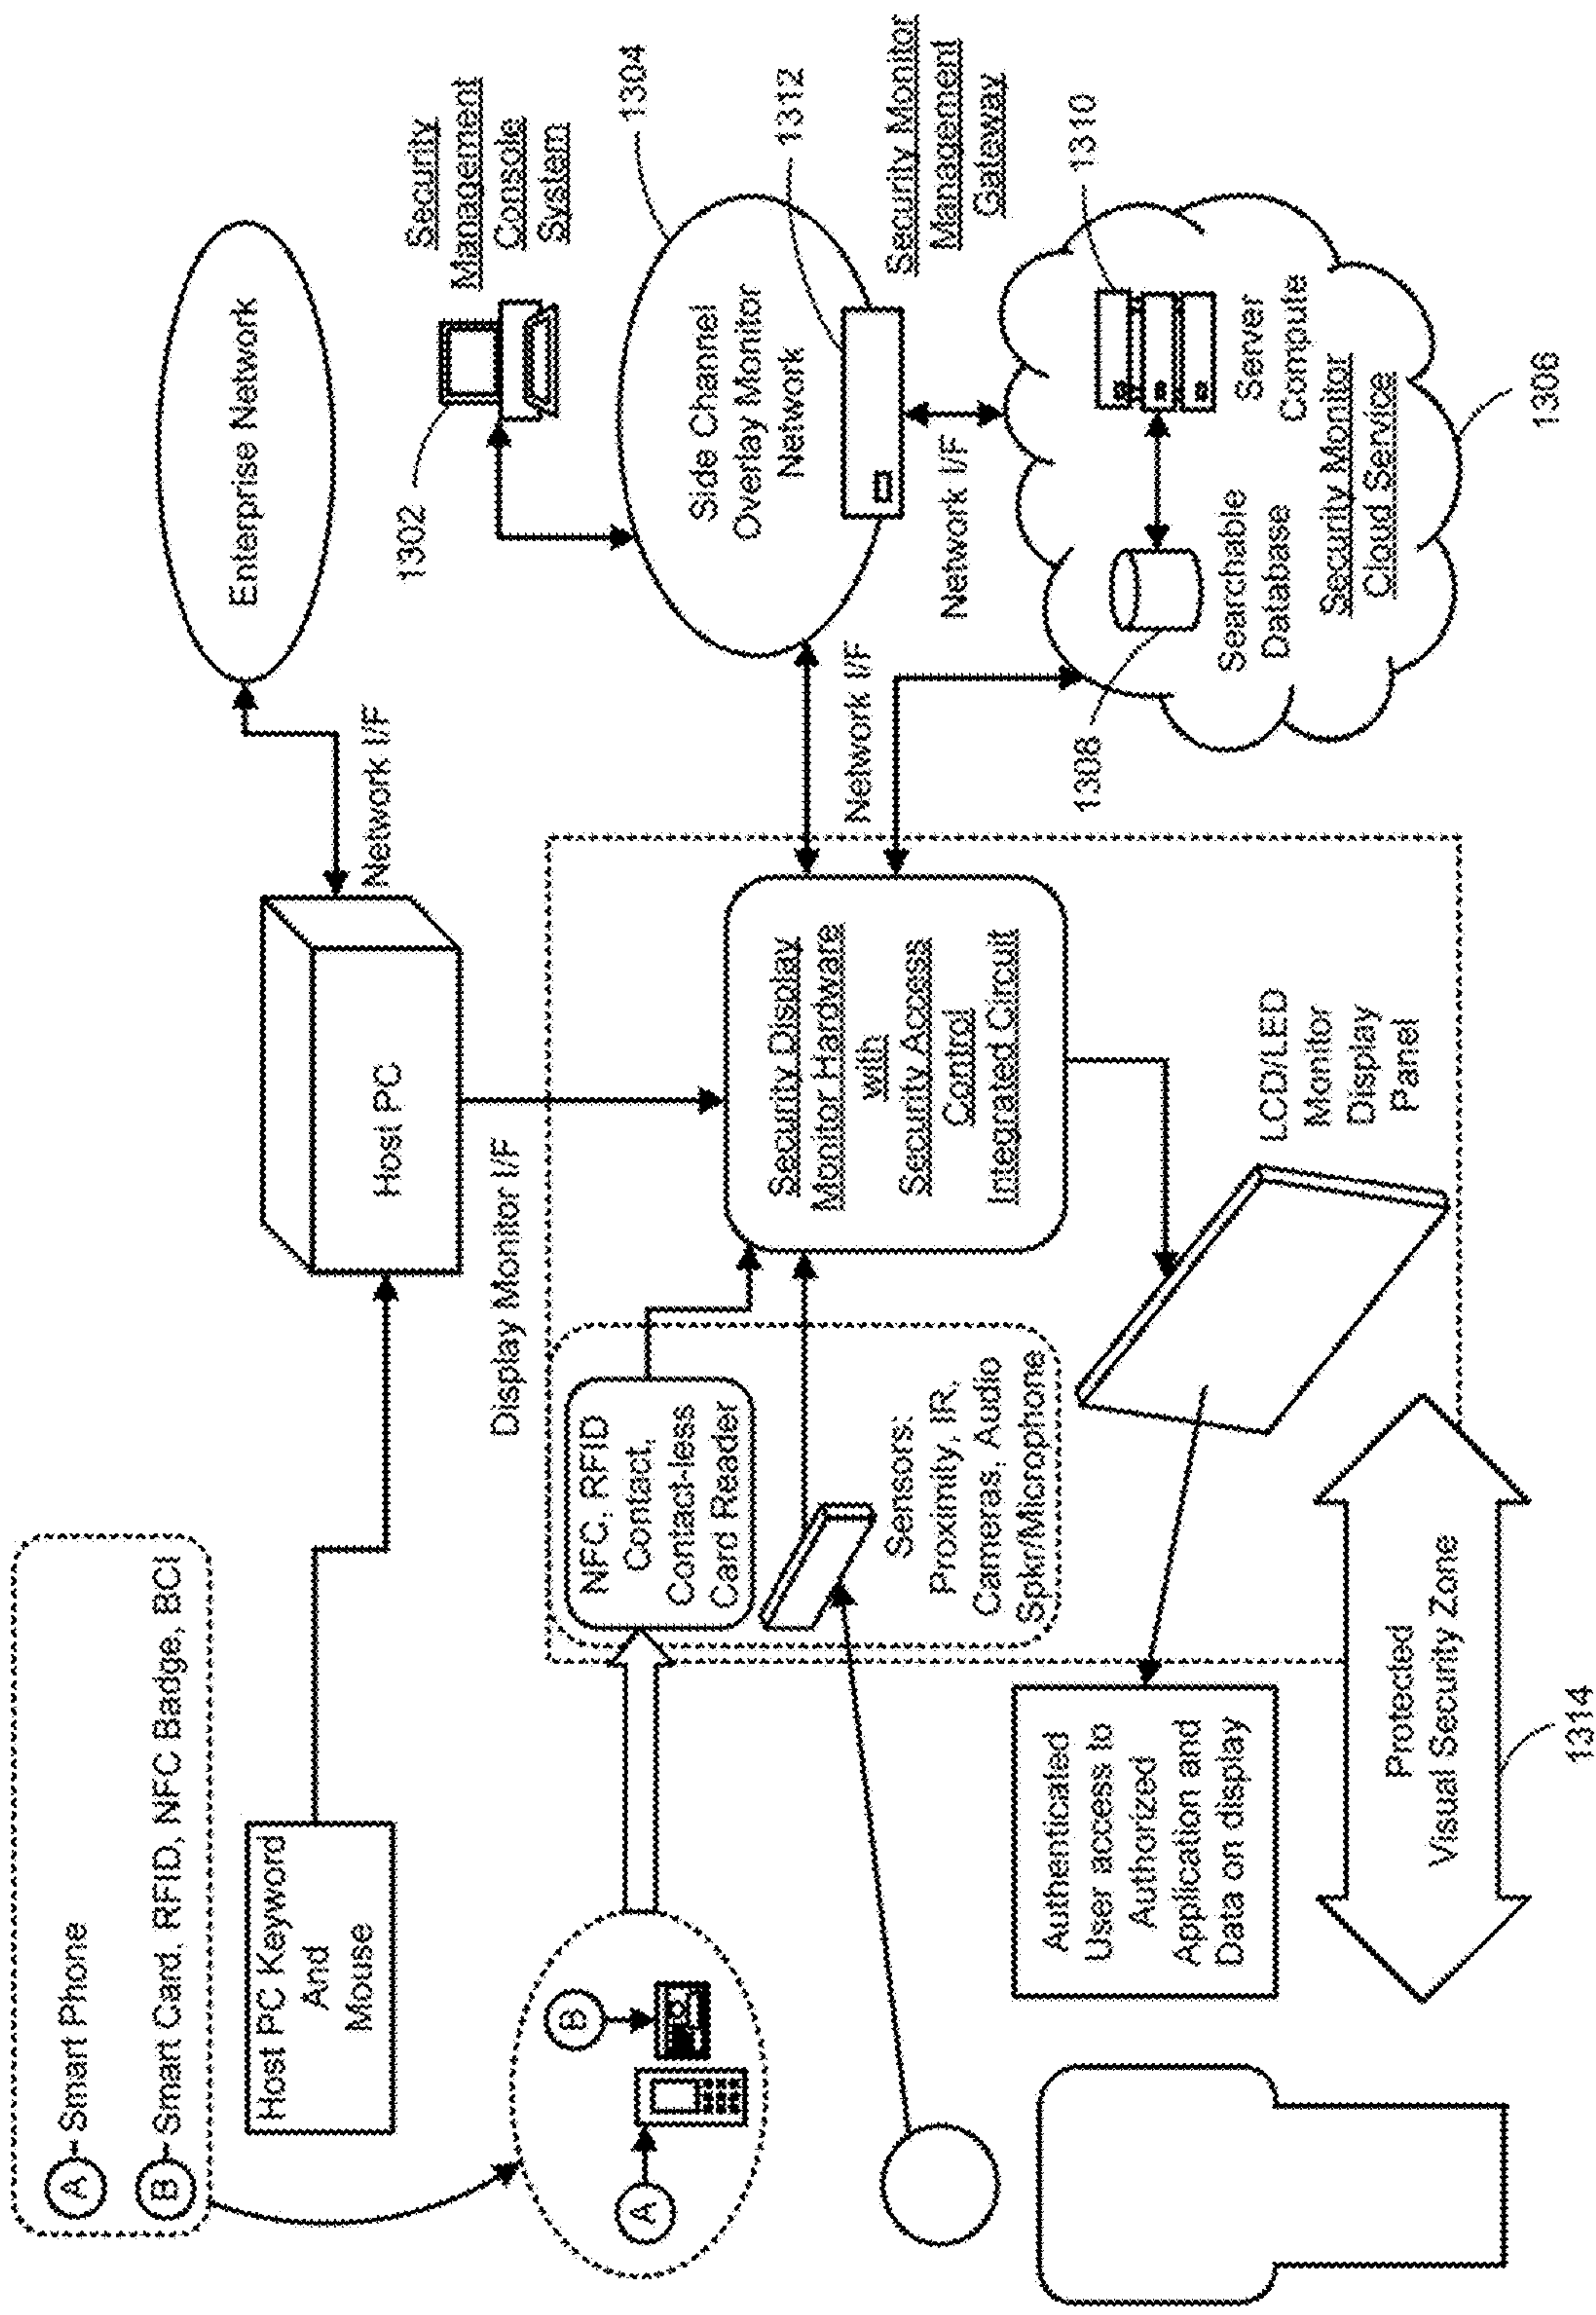 A
Smart Phone
B
Smart Card, RFID, NFC Badge, BCI
Host PC Keyword
And
Mouse
Host PC
Network I/F
Enterprise Network
Display Monitor I/F
B
A
NFC, RFID
Contact,
Contact-less
Card Reader
Sensors:
Proximity, IR,
Cameras, Audio
Spkr/Microphone
Security Display
Monitor Hardware
with
Security Access
Control
Integrated Circuit
Network I/F
1302
Security
Management
Console
System
1304
Side Channel
Overlay Monitor
Network
1312
Security Monitor
Management
Gateway
Network I/F
1310
1308
Searchable
Database
Server
Compute
Security Monitor
Cloud Service
1306
LCD/LED
Monitor
Display
Panel
Authenticated
User access to
Authorized
Application and
Data on display
Protected
Visual Security Zone
1314